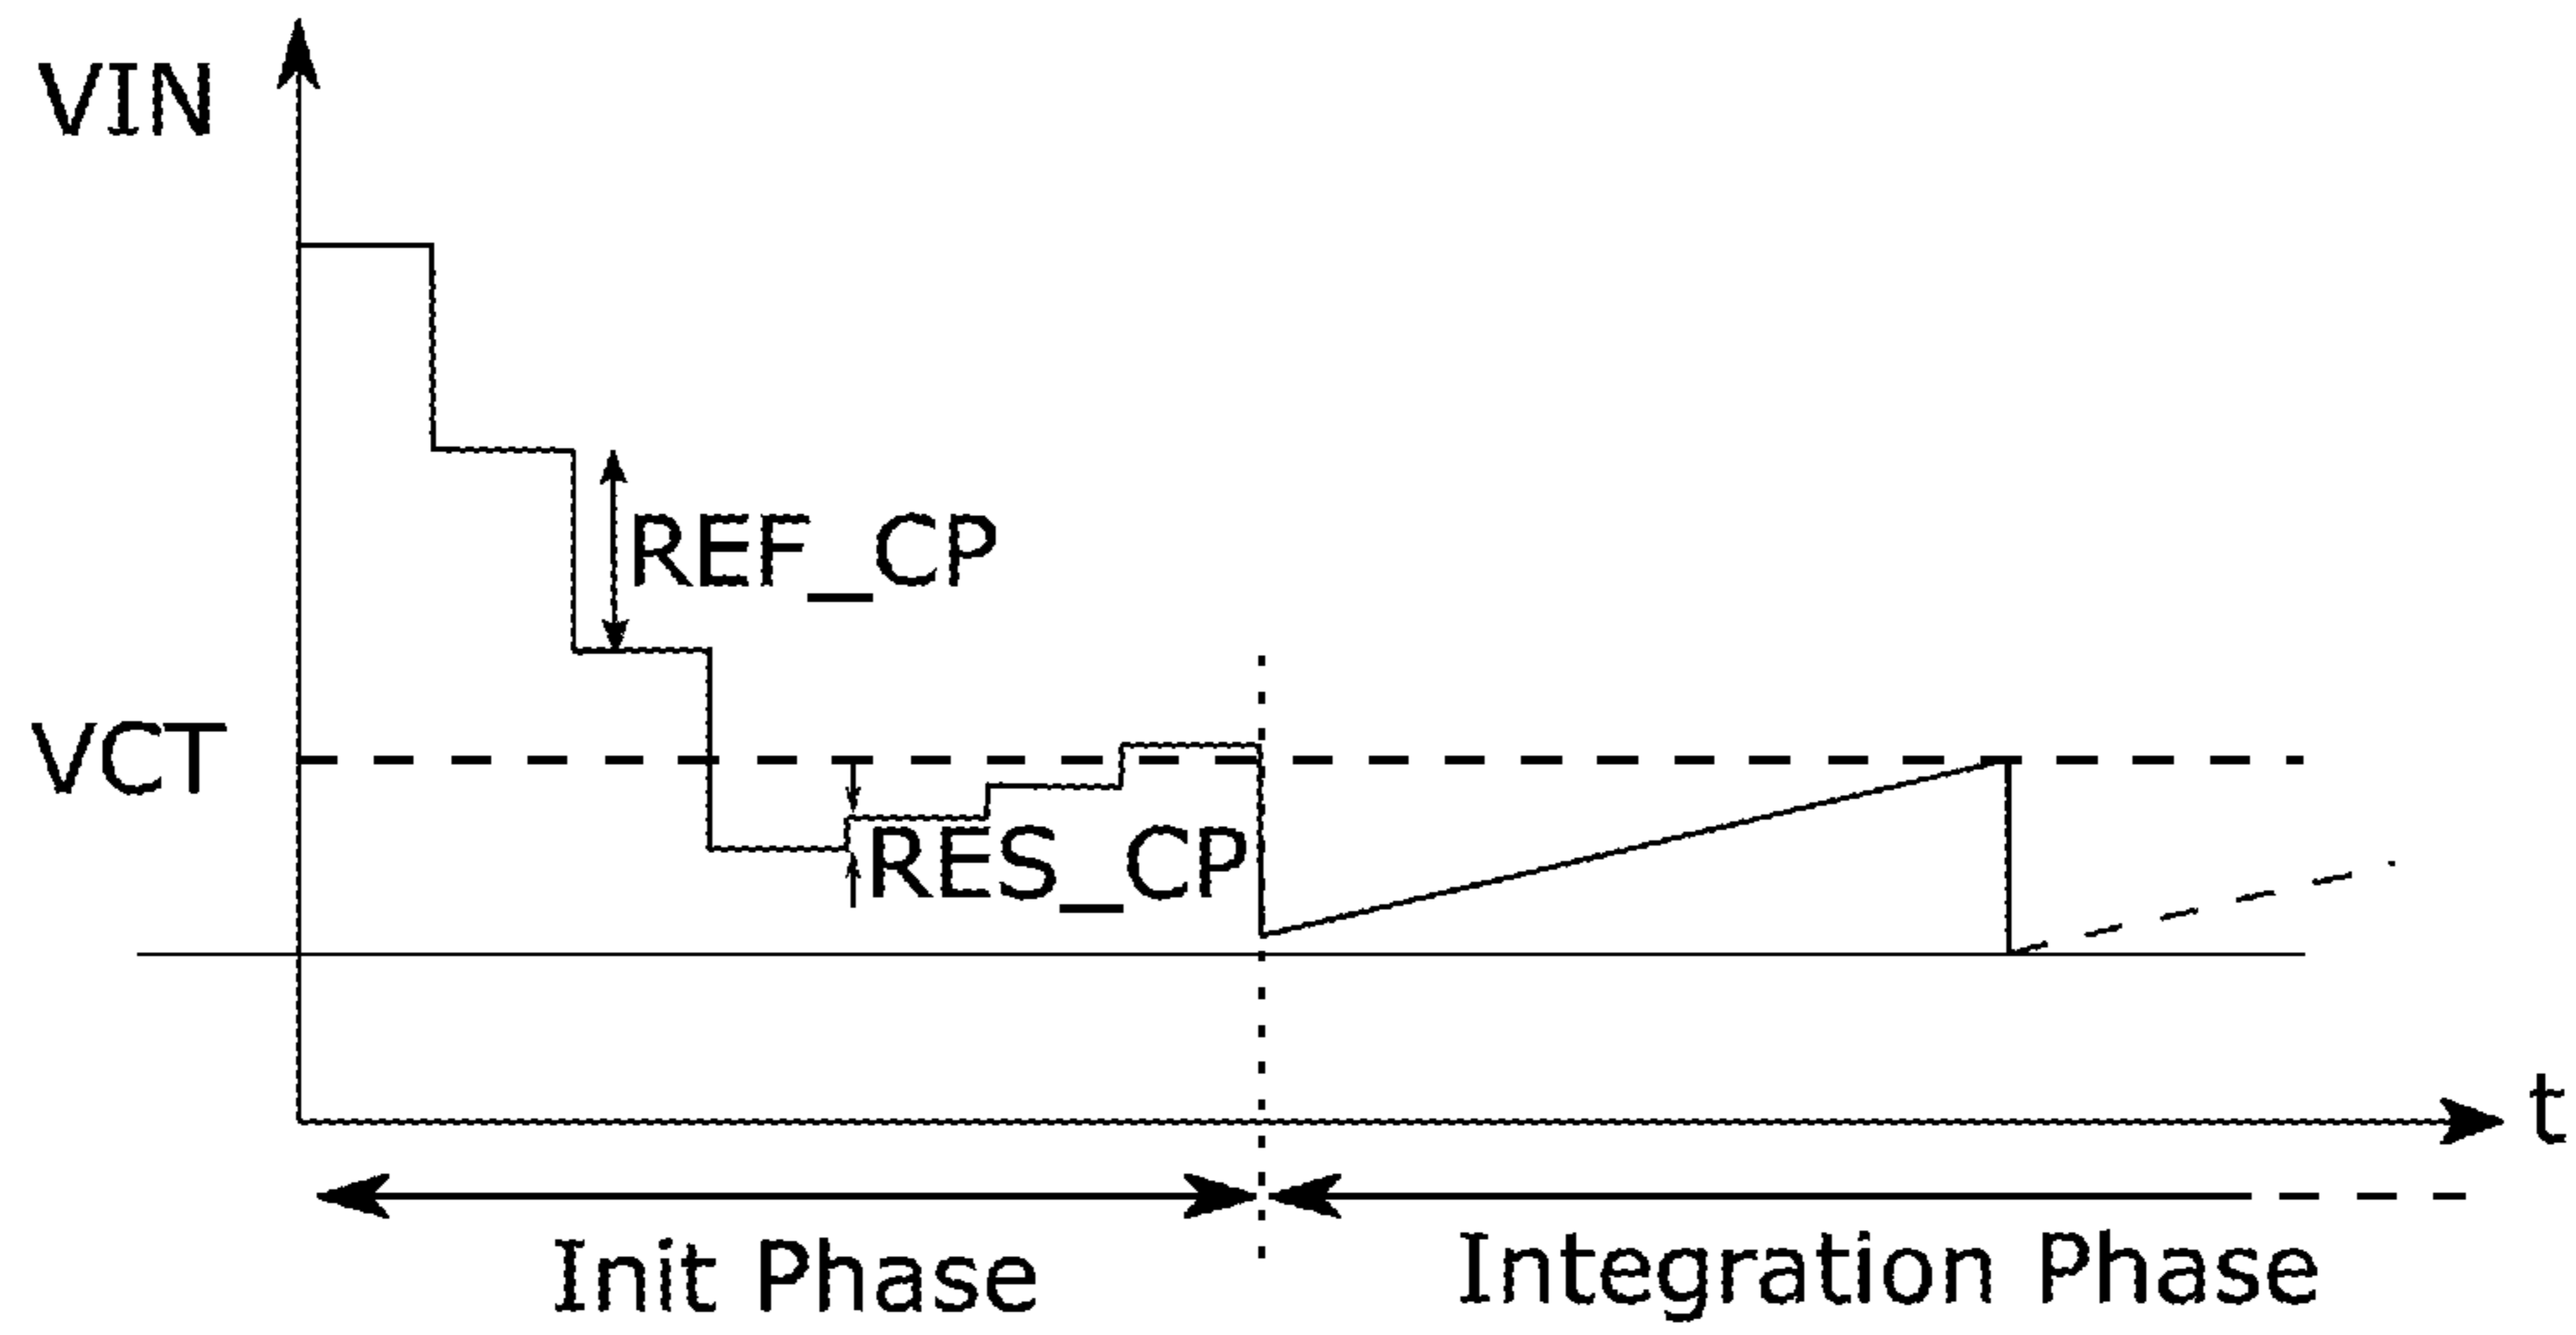 VIN
REF_CP
VCT
RES_CP
t
Init Phase
Integration Phase